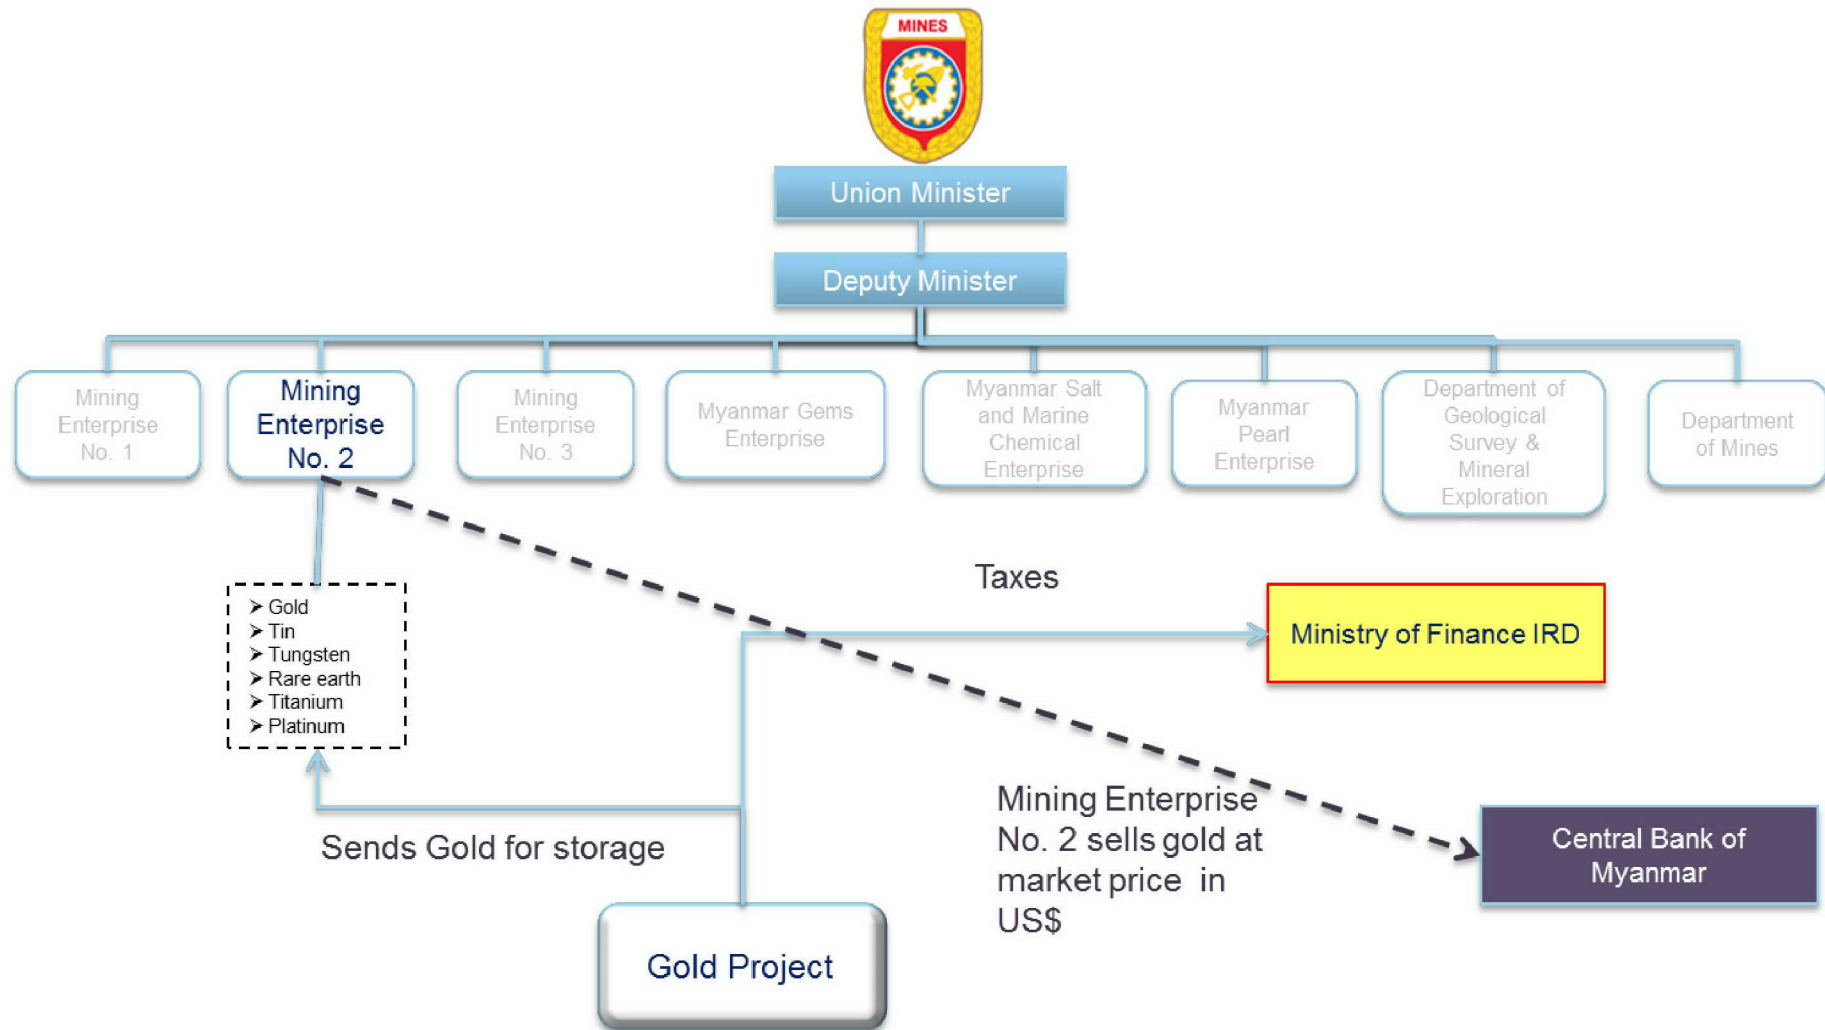 MINES
Union Minister
Deputy Minister
Mining
Enterprise
No. 1
Mining
Enterprise
No. 2
Mining
Enterprise
No. 3
Myanmar Gems
Enterprise
Myanmar Salt
and Marine
Chemical
Enterprise
Myanmar
Pearl
Enterprise
Department of
Geological
Survey &
Mineral
Exploration
Department
of Mines
➤ Gold
➤ Tin
➤ Tungsten
➤ Rare earth
➤ Titanium
➤ Platinum
Taxes
Ministry of Finance IRD
Sends Gold for storage
Mining Enterprise
No. 2 sells gold at
market price in
US$
Central Bank of
Myanmar
Gold Project